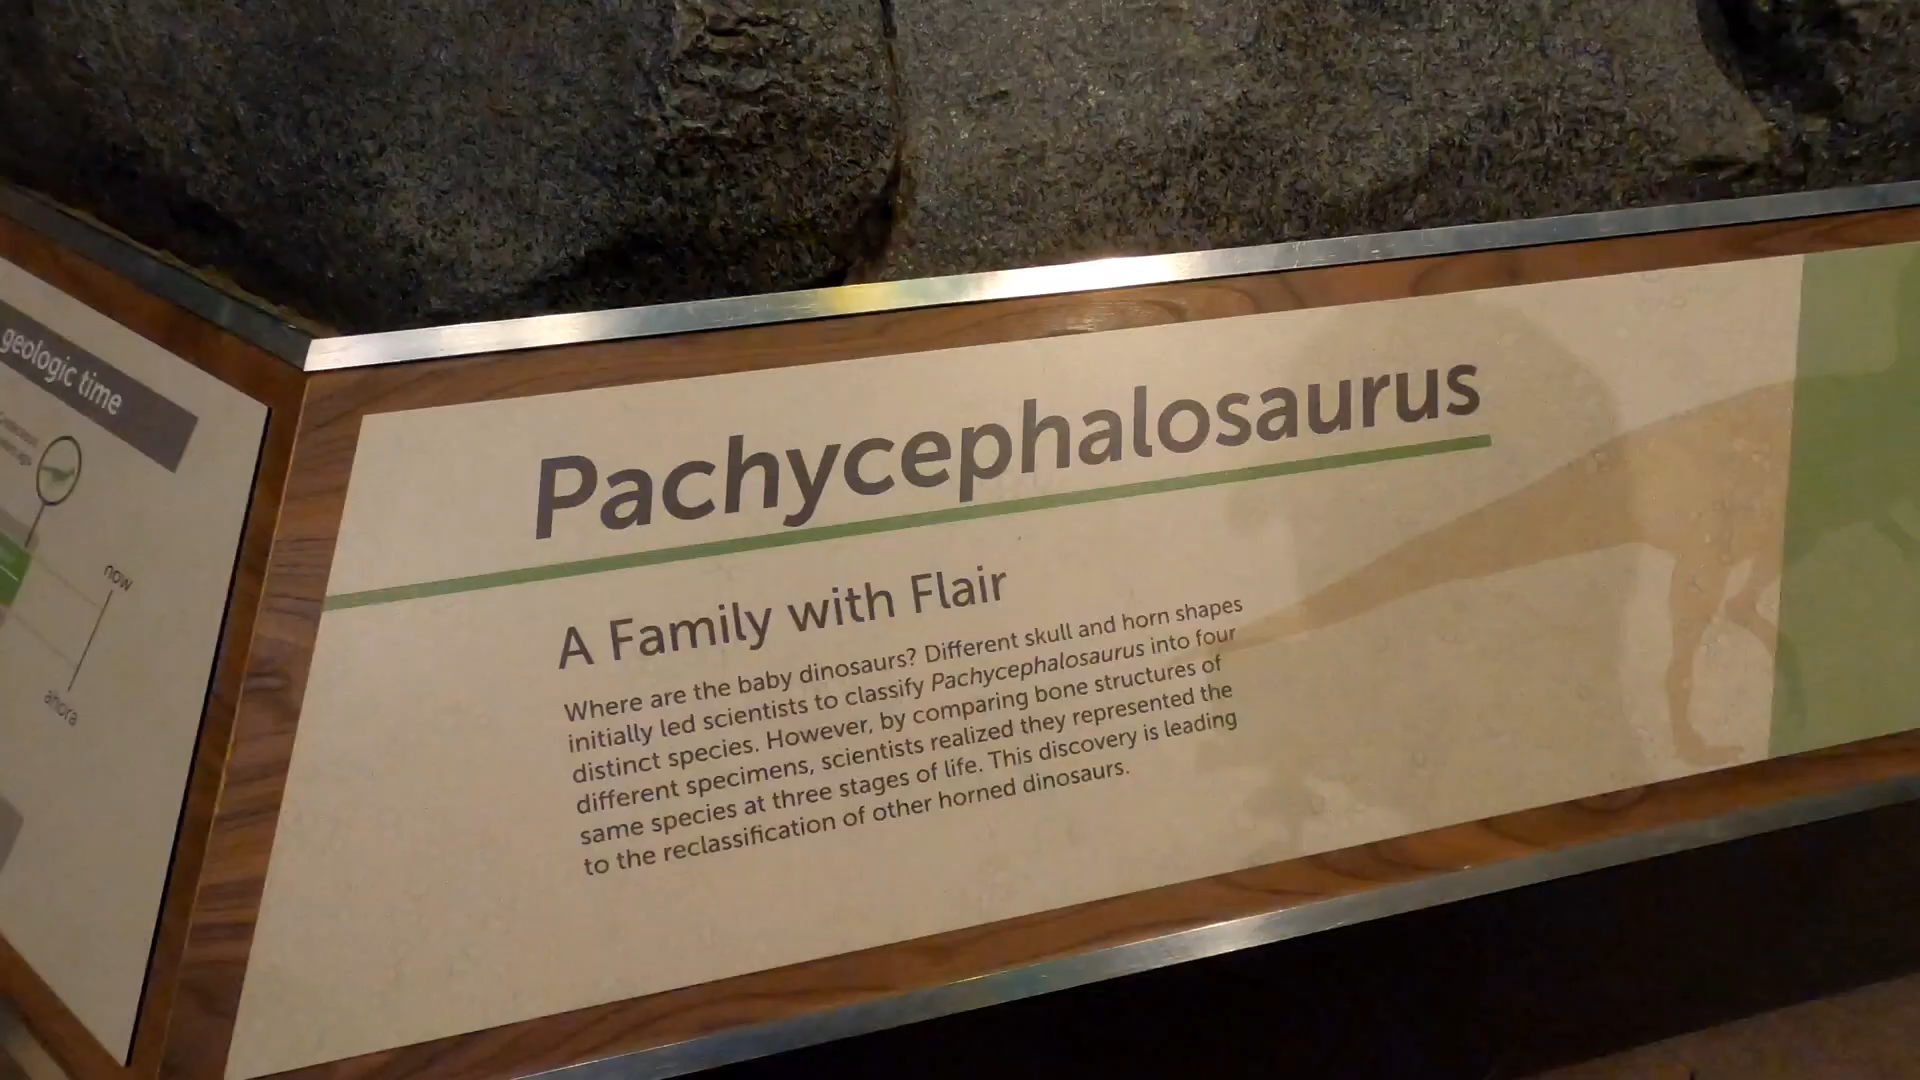 geologic time
now
ahora
Pachycephalosaurus
A Family with Flair
Where are the baby dinosaurs? Different skull and horn shapes
initially led scientists to classify Pachycephalosaurus into four
distinct species. However, by comparing bone structures of
different specimens, scientists realized they represented the
same species at three stages of life. This discovery is leading
to the reclassification of other horned dinosaurs.